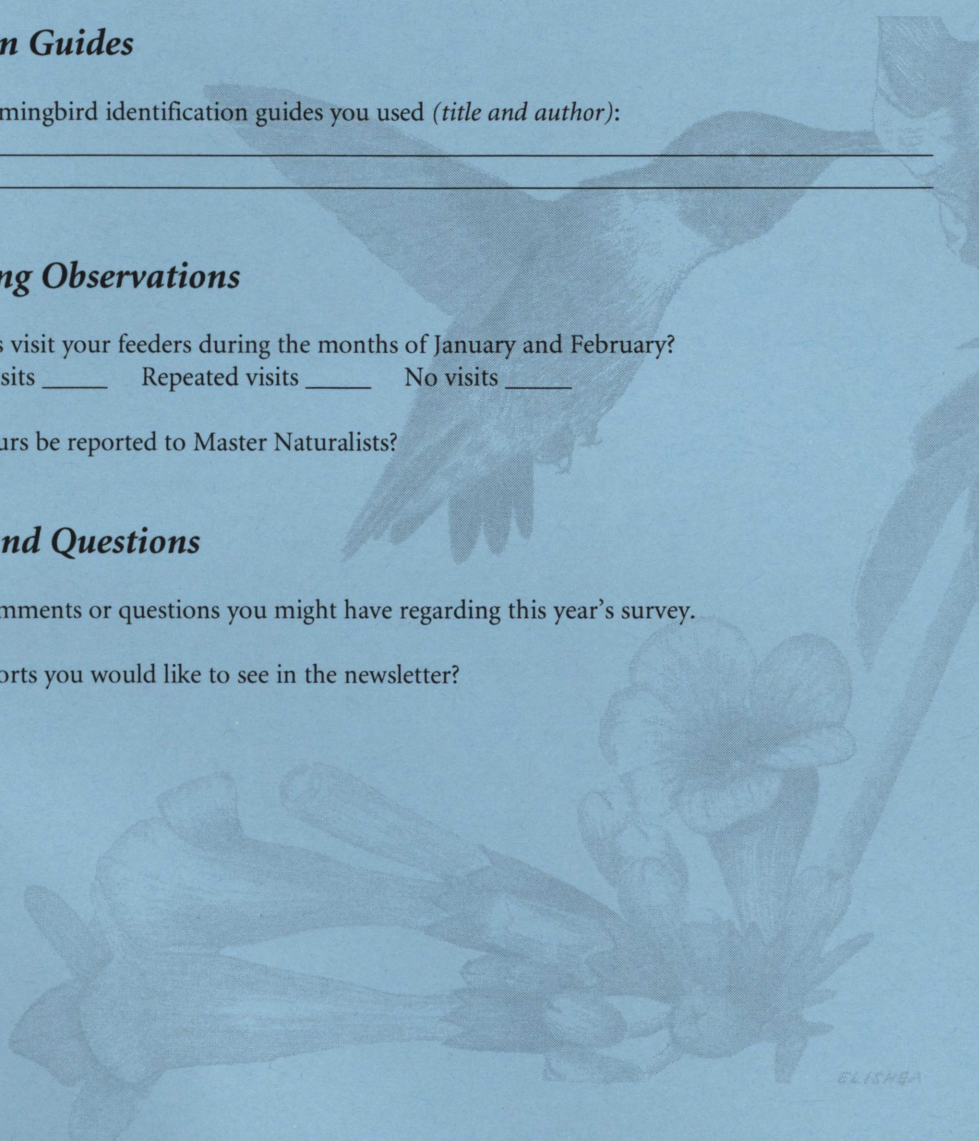 n Guides
mingbird identification guides you used (title and author):
ng Observations
s visit your feeders during the months of January and February?
sits _____ Repeated visits _____ No visits _____
urs be reported to Master Naturalists?
nd Questions
mments or questions you might have regarding this year's survey.
orts you would like to see in the newsletter?
ELISHEA